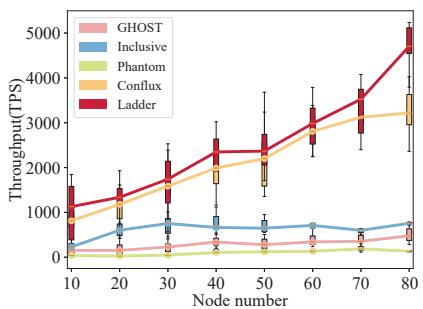 GHOST
Inclusive
Phantom
Conflux
Ladder
Throughput(TPS)
5000
4000
3000
2000
1000
0
10 20 30 40 50 60 70 80
Node number